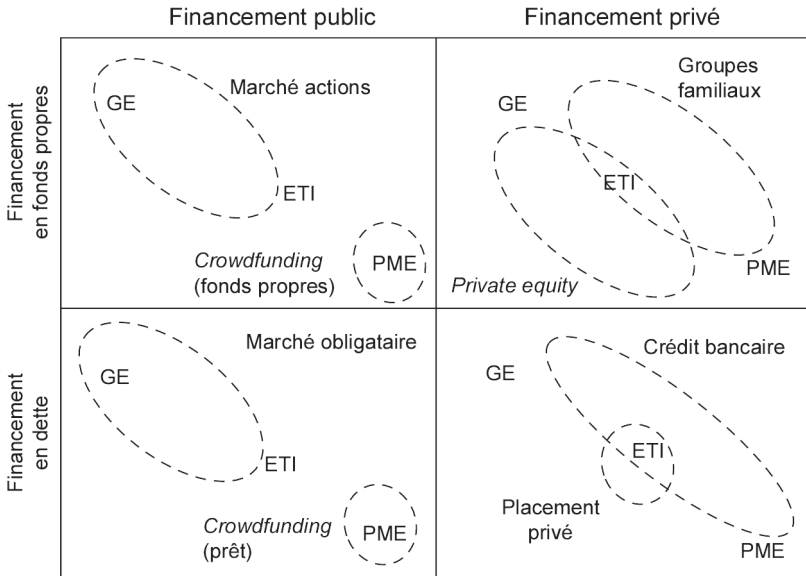 Financement public
Financement privé
Financement
en fonds propres
GE
Marché actions
ETI
Crowdfunding
(fonds propres)
PME
Groupes
familiaux
GE
ETI
Private equity
PME
Financement
en dette
Marché obligataire
GE
ETI
Crowdfunding
(prêt)
PME
Crédit bancaire
GE
ETI
Placement
privé
PME